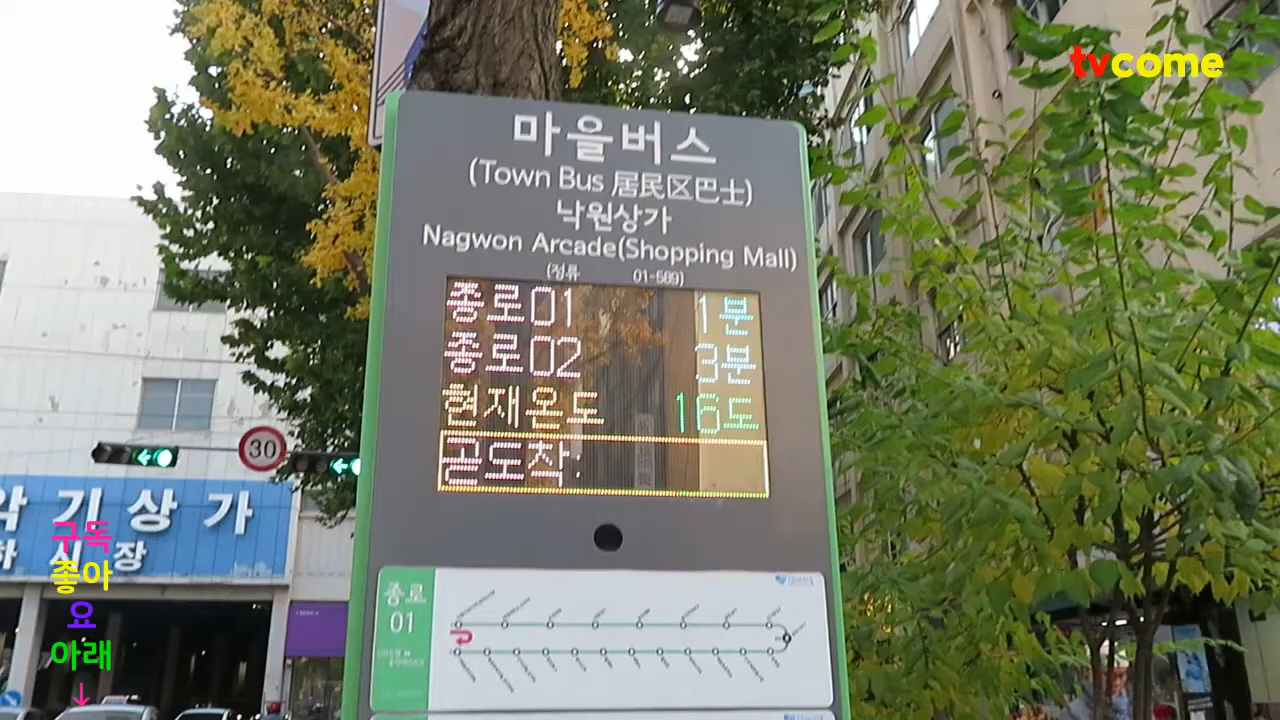 tvcome
마을버스
(Town Bus 居民区巴士)
낙원상가
Nagwon Arcade(Shopping Mall)
(정류 01-589)
종로01 1분
종로02 3분
현재온도 16도
곧도착:
30
악기상가
하 시장
구독
좋아
요
아래
↓
종로
01